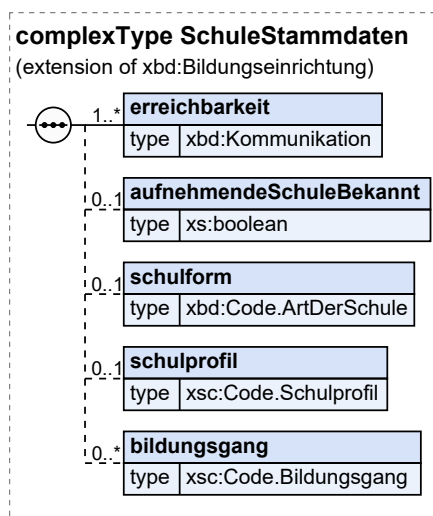 complexType SchuleStammdaten
(extension of xbd:Bildungseinrichtung)
1..* erreichbarkeit
type xbd:Kommunikation
0..1 aufnehmendeSchuleBekannt
type xs:boolean
0..1 schulform
type xbd:Code.ArtDerSchule
0..1 schulprofil
type xsc:Code.Schulprofil
0..* bildungsgang
type xsc:Code.Bildungsgang